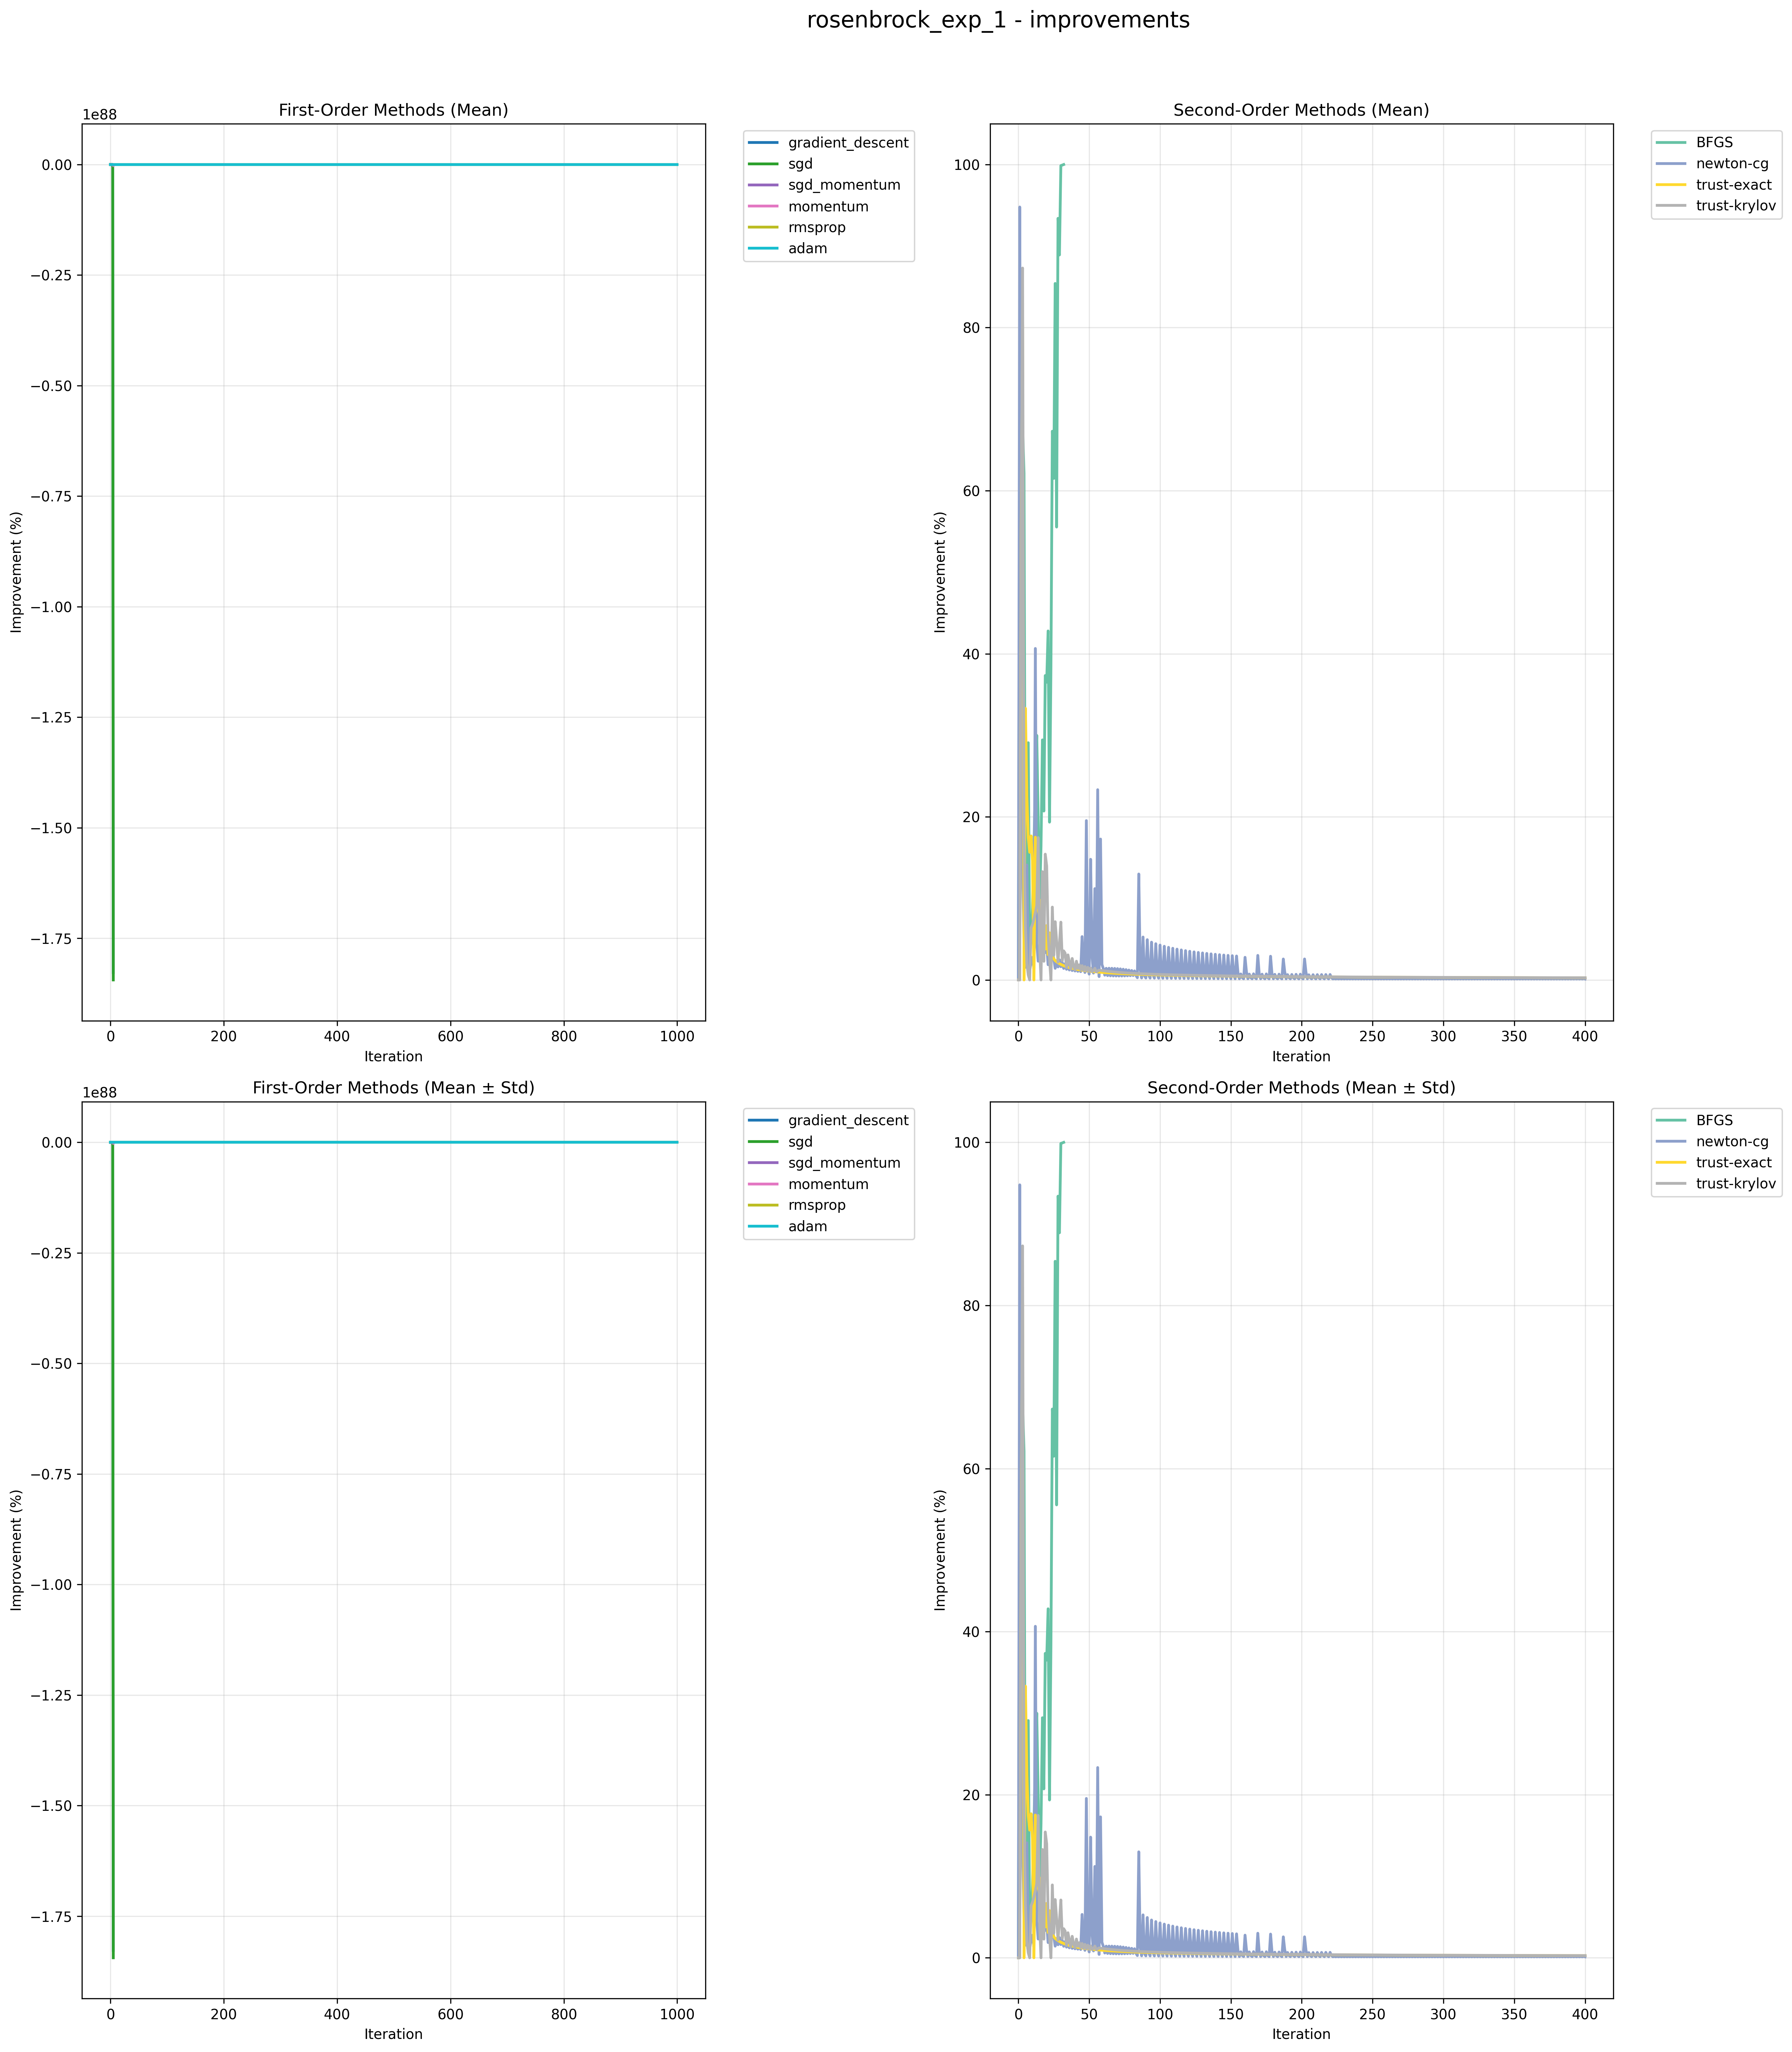 rosenbrock_exp_1 - improvements
First-Order Methods (Mean)
1e88
0.00
−0.25
−0.50
−0.75
−1.00
−1.25
−1.50
−1.75
Improvement (%)
0 200 400 600 800 1000
Iteration
gradient_descent
sgd
sgd_momentum
momentum
rmsprop
adam
Second-Order Methods (Mean)
100
80
60
40
20
0
Improvement (%)
0 50 100 150 200 250 300 350 400
Iteration
BFGS
newton-cg
trust-exact
trust-krylov
First-Order Methods (Mean ± Std)
1e88
0.00
−0.25
−0.50
−0.75
−1.00
−1.25
−1.50
−1.75
Improvement (%)
0 200 400 600 800 1000
Iteration
gradient_descent
sgd
sgd_momentum
momentum
rmsprop
adam
Second-Order Methods (Mean ± Std)
100
80
60
40
20
0
Improvement (%)
0 50 100 150 200 250 300 350 400
Iteration
BFGS
newton-cg
trust-exact
trust-krylov